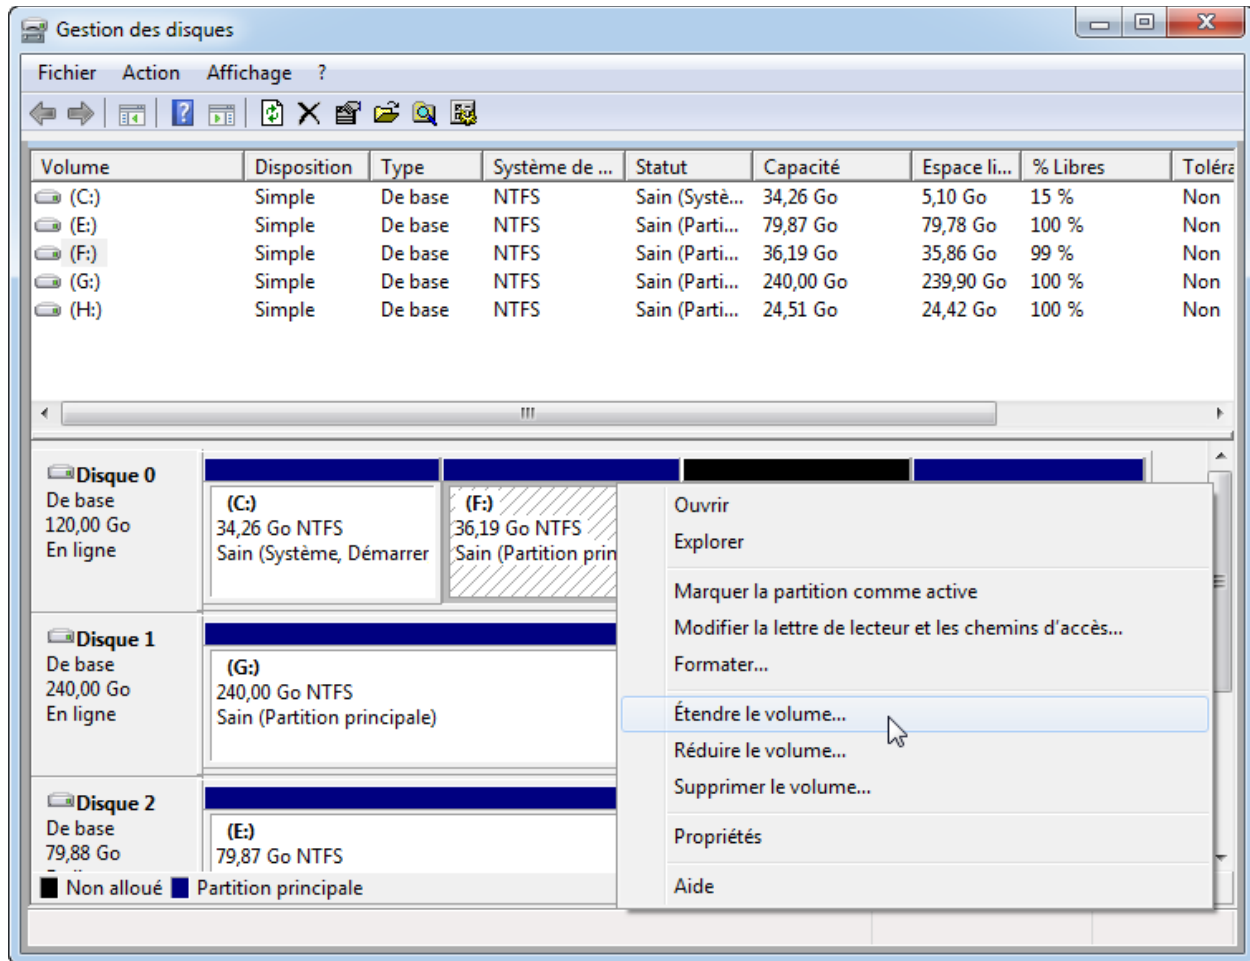 Gestion des disques
Fichier Action Affichage ?
Volume Disposition Type Système de ... Statut Capacité Espace li... % Libres Toléra
(C:) Simple De base NTFS Sain (Systè... 34,26 Go 5,10 Go 15 % Non
(E:) Simple De base NTFS Sain (Parti... 79,87 Go 79,78 Go 100 % Non
(F:) Simple De base NTFS Sain (Parti... 36,19 Go 35,86 Go 99 % Non
(G:) Simple De base NTFS Sain (Parti... 240,00 Go 239,90 Go 100 % Non
(H:) Simple De base NTFS Sain (Parti... 24,51 Go 24,42 Go 100 % Non
Disque 0
De base
120,00 Go
En ligne
(C:)
34,26 Go NTFS
Sain (Système, Démarrer
(F:)
36,19 Go NTFS
Sain (Partition prin
Disque 1
De base
240,00 Go
En ligne
(G:)
240,00 Go NTFS
Sain (Partition principale)
Disque 2
De base
79,88 Go
(E:)
79,87 Go NTFS
Non alloué Partition principale
Ouvrir
Explorer
Marquer la partition comme active
Modifier la lettre de lecteur et les chemins d'accès...
Formater...
Étendre le volume...
Réduire le volume...
Supprimer le volume...
Propriétés
Aide